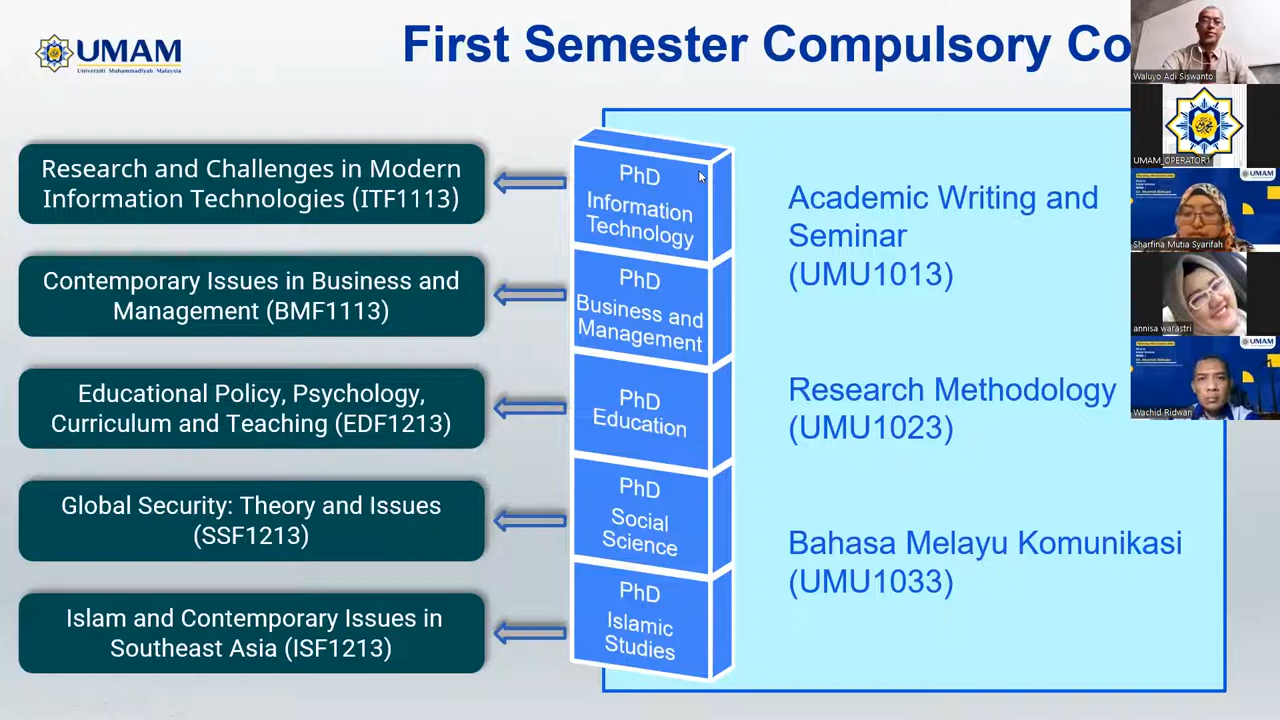 UMAM
Universiti Muhammadiyah Malaysia
First Semester Compulsory Co
Research and Challenges in Modern
Information Technologies (ITF1113)
Contemporary Issues in Business and
Management (BMF1113)
Educational Policy, Psychology,
Curriculum and Teaching (EDF1213)
Global Security: Theory and Issues
(SSF1213)
Islam and Contemporary Issues in
Southeast Asia (ISF1213)
PhD
Information
Technology
PhD
Business and
Management
PhD
Education
PhD
Social
Science
PhD
Islamic
Studies
Academic Writing and
Seminar
(UMU1013)
Research Methodology
(UMU1023)
Bahasa Melayu Komunikasi
(UMU1033)
Waluyo Adi Siswanto
UMAM_OPERATOR1
UMAM
Sharfina Mutia Syarifah
annisa warastri
UMAM
Wachid Ridwan